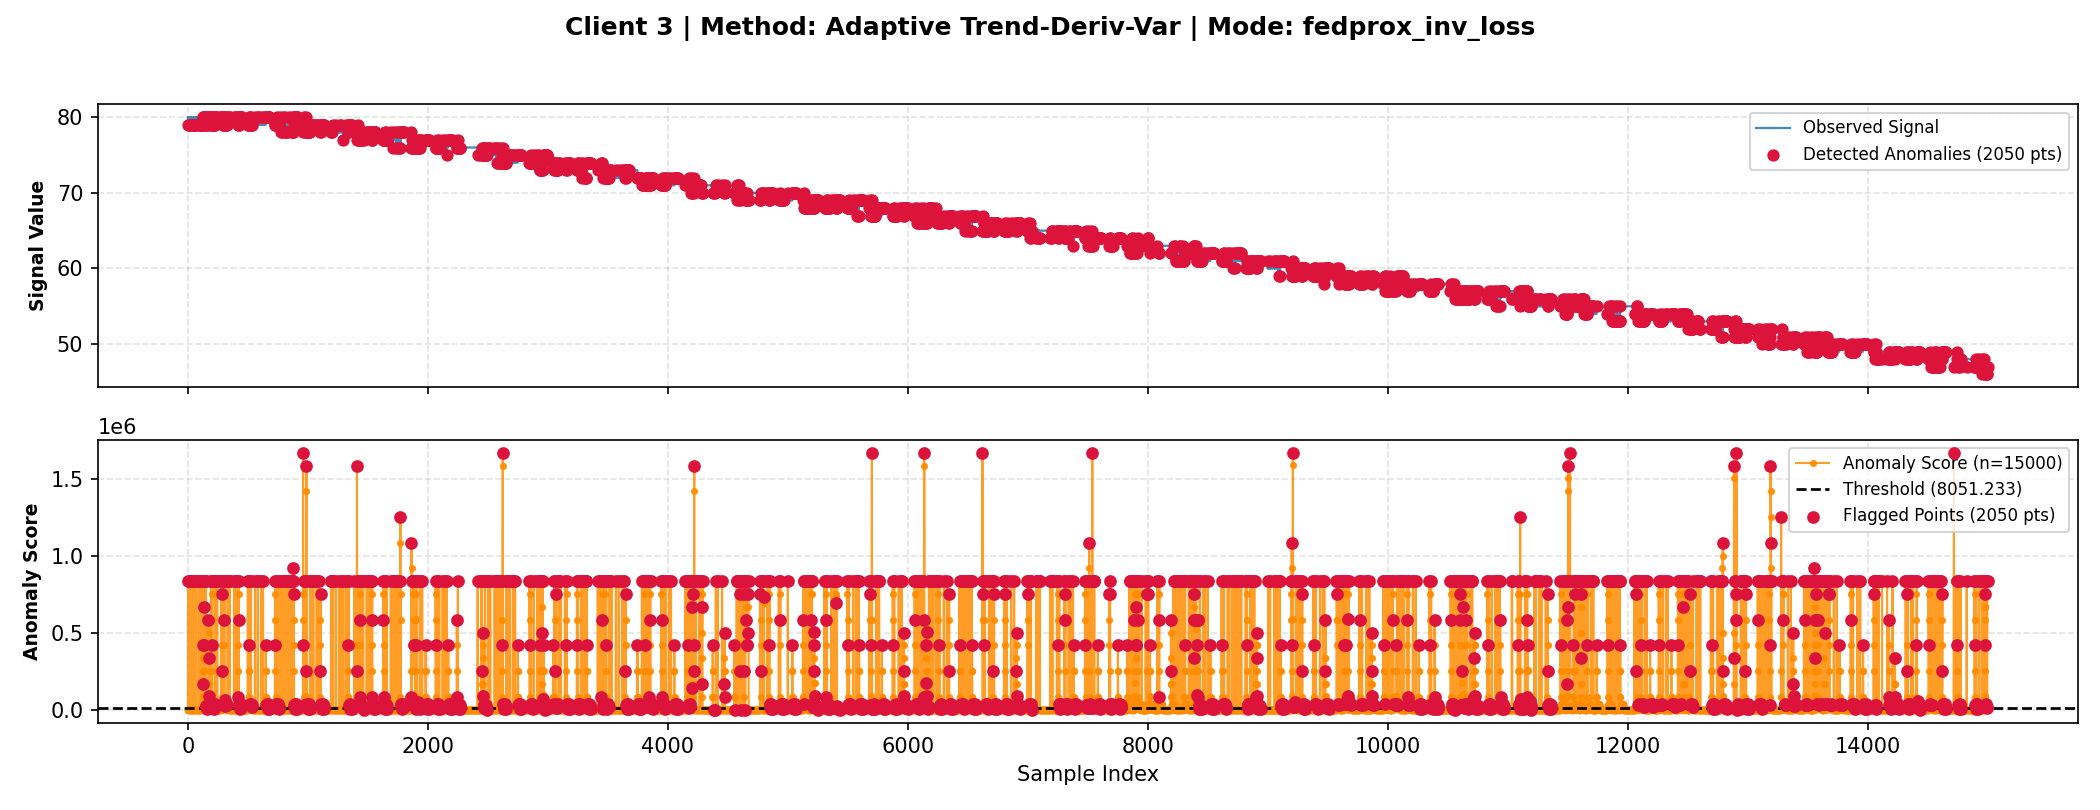 Client 3 | Method: Adaptive Trend-Deriv-Var | Mode: fedprox_inv_loss
80
70
60
50
Signal Value
Observed Signal
Detected Anomalies (2050 pts)
1e6
1.5
1.0
0.5
0.0
Anomaly Score
Anomaly Score (n=15000)
Threshold (8051.233)
Flagged Points (2050 pts)
0 2000 4000 6000 8000 10000 12000 14000
Sample Index